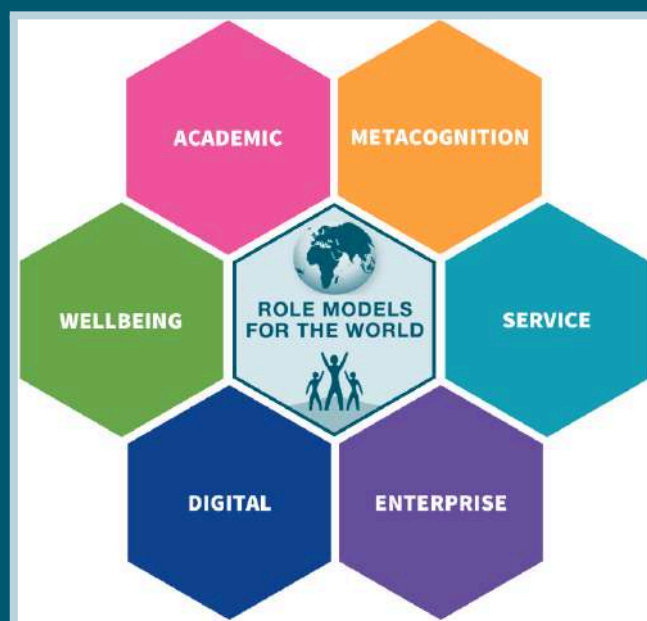 ACADEMIC
METACOGNITION
WELLBEING
ROLE MODELS
FOR THE WORLD
SERVICE
DIGITAL
ENTERPRISE